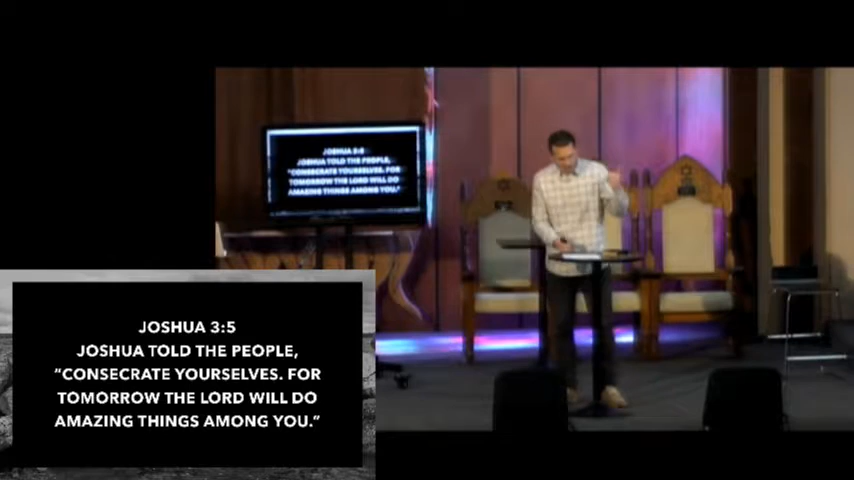 JOSHUA 3:5
JOSHUA TOLD THE PEOPLE,
"CONSECRATE YOURSELVES. FOR
TOMORROW THE LORD WILL DO
AMAZING THINGS AMONG YOU."
JOSHUA 3:5
JOSHUA TOLD THE PEOPLE,
“CONSECRATE YOURSELVES. FOR
TOMORROW THE LORD WILL DO
AMAZING THINGS AMONG YOU.”